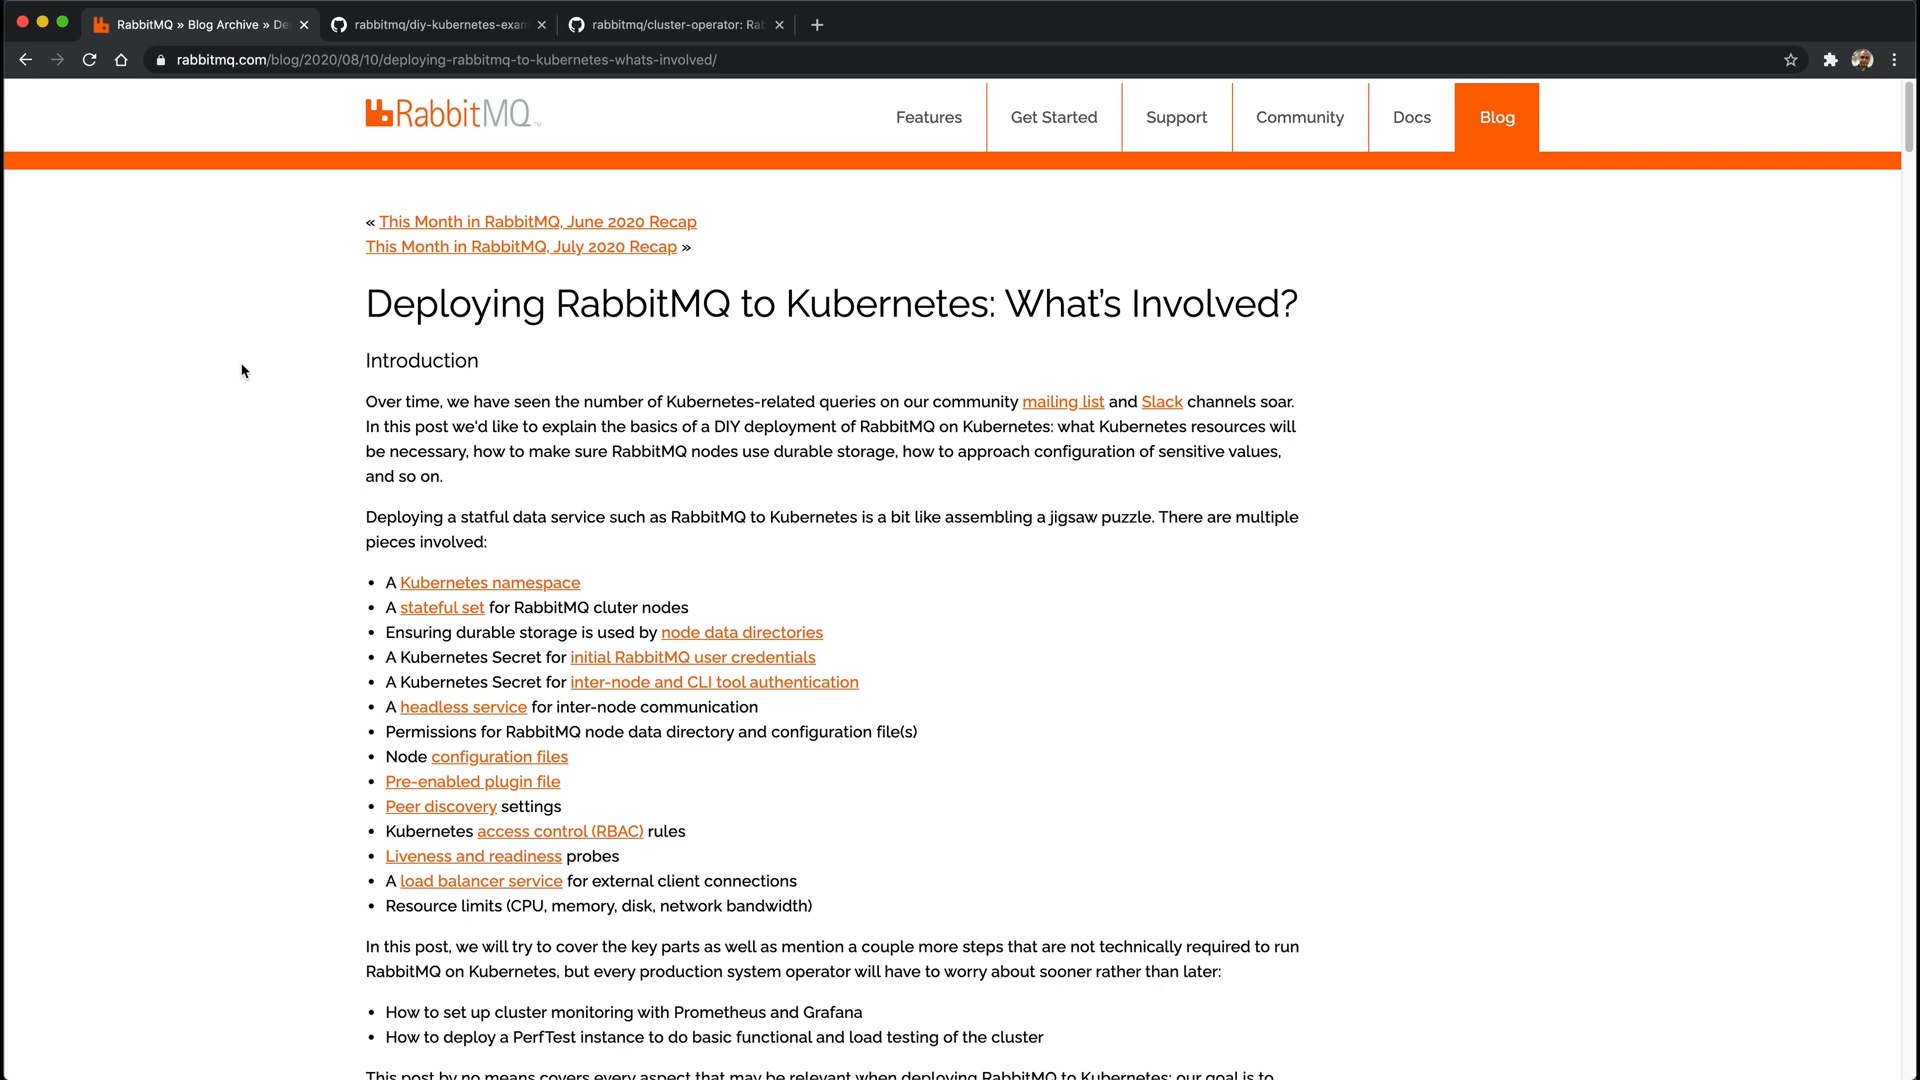 RabbitMQ » Blog Archive » De
rabbitmq/diy-kubernetes-exam
rabbitmq/cluster-operator: Rab
rabbitmq.com/blog/2020/08/10/deploying-rabbitmq-to-kubernetes-whats-involved/
RabbitMQ TM
Features
Get Started
Support
Community
Docs
Blog
« This Month in RabbitMQ, June 2020 Recap
This Month in RabbitMQ, July 2020 Recap »
Deploying RabbitMQ to Kubernetes: What's Involved?
Introduction
Over time, we have seen the number of Kubernetes-related queries on our community mailing list and Slack channels soar.
In this post we'd like to explain the basics of a DIY deployment of RabbitMQ on Kubernetes: what Kubernetes resources will
be necessary, how to make sure RabbitMQ nodes use durable storage, how to approach configuration of sensitive values,
and so on.
Deploying a statful data service such as RabbitMQ to Kubernetes is a bit like assembling a jigsaw puzzle. There are multiple
pieces involved:
• A Kubernetes namespace
• A stateful set for RabbitMQ cluter nodes
• Ensuring durable storage is used by node data directories
• A Kubernetes Secret for initial RabbitMQ user credentials
• A Kubernetes Secret for inter-node and CLI tool authentication
• A headless service for inter-node communication
• Permissions for RabbitMQ node data directory and configuration file(s)
• Node configuration files
• Pre-enabled plugin file
• Peer discovery settings
• Kubernetes access control (RBAC) rules
• Liveness and readiness probes
• A load balancer service for external client connections
• Resource limits (CPU, memory, disk, network bandwidth)
In this post, we will try to cover the key parts as well as mention a couple more steps that are not technically required to run
RabbitMQ on Kubernetes, but every production system operator will have to worry about sooner rather than later:
• How to set up cluster monitoring with Prometheus and Grafana
• How to deploy a PerfTest instance to do basic functional and load testing of the cluster
This post by no means covers every aspect that may be relevant when deploying RabbitMQ to Kubernetes; our goal is to